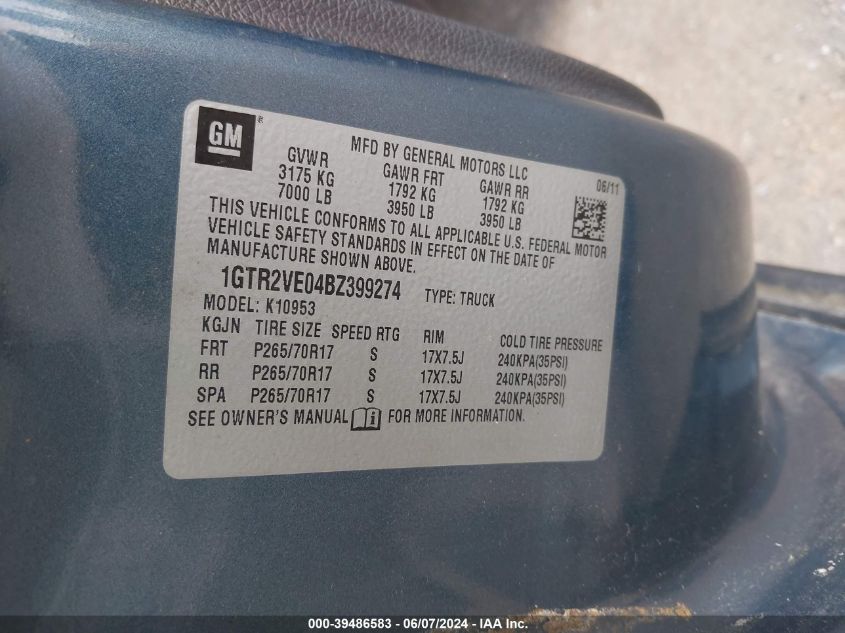 GM
MFD BY GENERAL MOTORS LLC
GVWR GAWR FRT GAWR RR 06/11
3175 KG 1792 KG 1792 KG
7000 LB 3950 LB 3950 LB
THIS VEHICLE CONFORMS TO ALL APPLICABLE U.S. FEDERAL MOTOR
VEHICLE SAFETY STANDARDS IN EFFECT ON THE DATE OF
MANUFACTURE SHOWN ABOVE.
1GTR2VE04BZ399274 TYPE: TRUCK
MODEL: K10953
KGJN TIRE SIZE SPEED RTG RIM COLD TIRE PRESSURE
FRT P265/70R17 S 17X7.5J 240KPA(35PSI)
RR P265/70R17 S 17X7.5J 240KPA(35PSI)
SPA P265/70R17 S 17X7.5J 240KPA(35PSI)
SEE OWNER'S MANUAL FOR MORE INFORMATION.
000-39486583 - 06/07/2024 - IAA Inc.